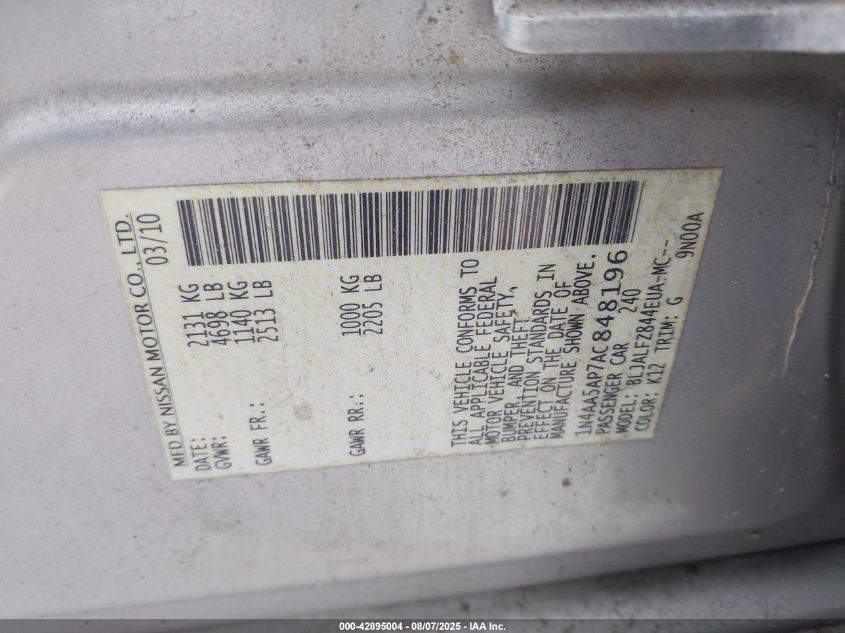 MFD BY NISSAN MOTOR CO., LTD.
DATE: 03/10
GVWR: 2131 KG
4698 LB
GAWR FR.: 1140 KG
2513 LB
GAWR RR.: 1000 KG
2205 LB
THIS VEHICLE CONFORMS TO
ALL APPLICABLE FEDERAL
MOTOR VEHICLE SAFETY,
BUMPER, AND THEFT
PREVENTION STANDARDS IN
EFFECT ON THE DATE OF
MANUFACTURE SHOWN ABOVE.
1N4AA5AP7AC848196
PASSENGER CAR 240
MODEL: BLJALFZ844EUA-MC--
COLOR: K12 TRIM: G 9N00A
000-42895004 - 08/07/2025 - IAA Inc.